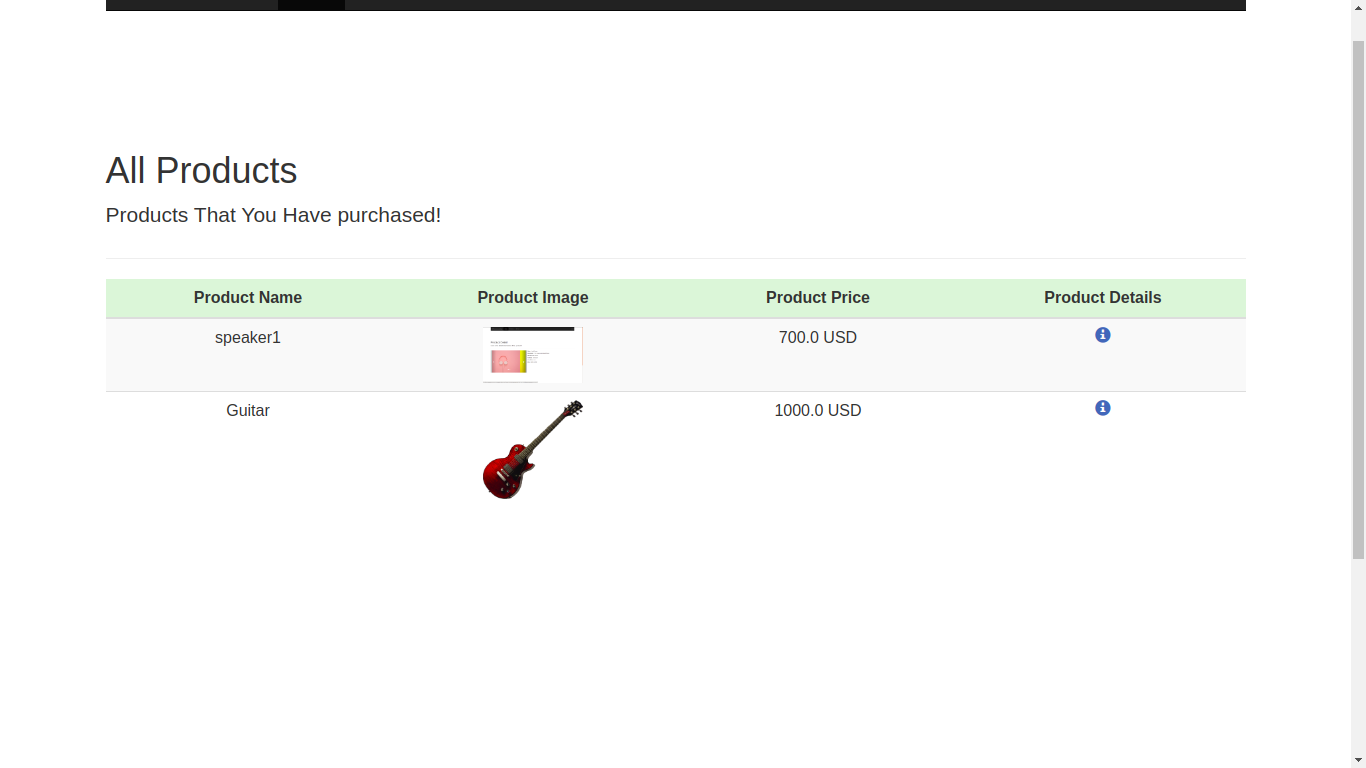 All Products
Products That You Have purchased!
Product Name Product Image Product Price Product Details
speaker1 700.0 USD
Guitar 1000.0 USD